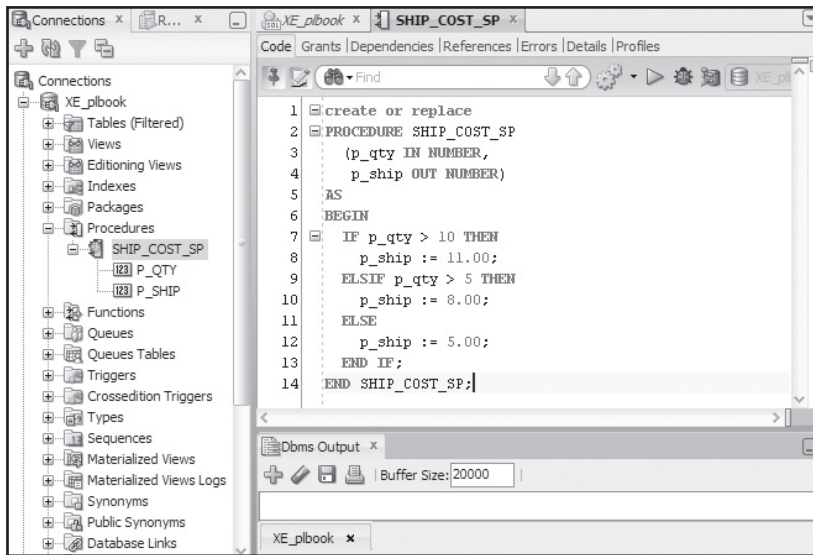 Connections x R... x
XE_plbook x SHIP_COST_SP x
Code Grants |Dependencies |References |Errors |Details |Profiles
Find
Connections
XE_plbook
Tables (Filtered)
Views
Editioning Views
Indexes
Packages
Procedures
SHIP_COST_SP
123 P_QTY
123 P_SHIP
Functions
Queues
Queues Tables
Triggers
Crossedition Triggers
Types
Sequences
Materialized Views
Materialized Views Logs
Synonyms
Public Synonyms
Database Links
1 create or replace
2 PROCEDURE SHIP_COST_SP
3 (p_qty IN NUMBER,
4 p_ship OUT NUMBER)
5 AS
6 BEGIN
7 IF p_qty > 10 THEN
8 p_ship := 11.00;
9 ELSIF p_qty > 5 THEN
10 p_ship := 8.00;
11 ELSE
12 p_ship := 5.00;
13 END IF;
14 END SHIP_COST_SP;
Dbms Output x
Buffer Size: 20000
XE_plbook x